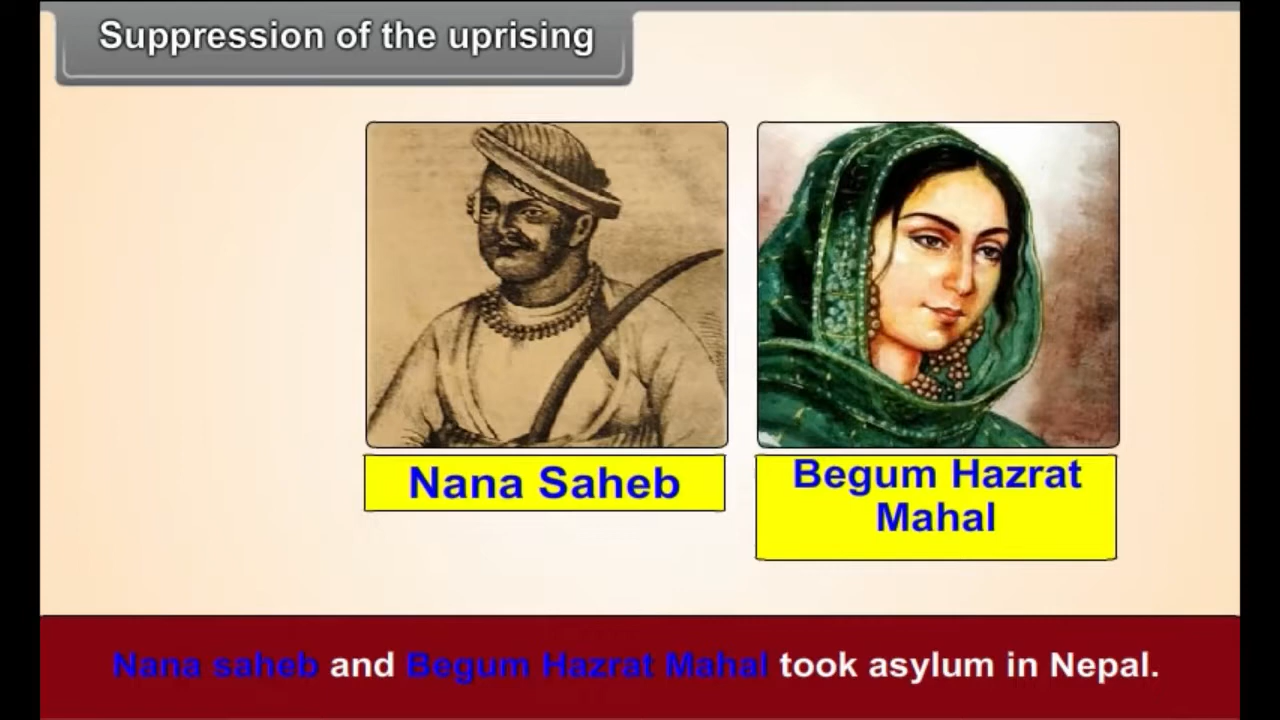 Suppression of the uprising
Nana Saheb
Begum Hazrat
Mahal
Nana saheb and Begum Hazrat Mahal took asylum in Nepal.